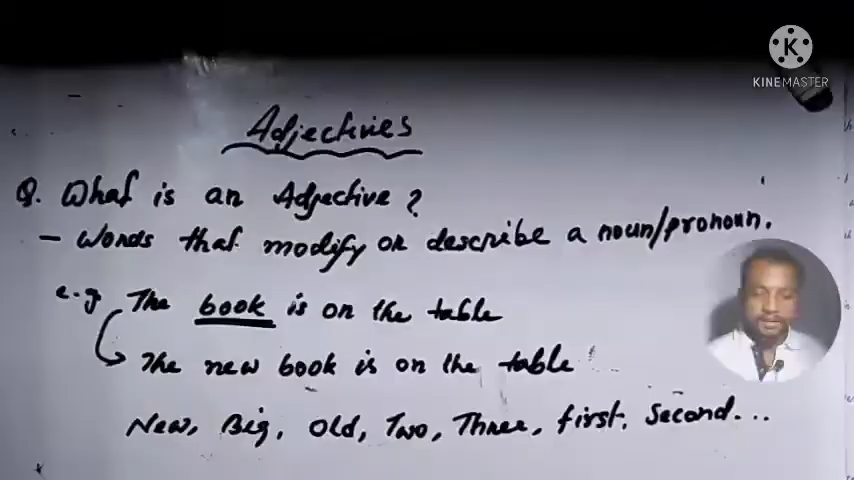 KINEMASTER
Adjectives
Q. What is an Adjective ?
- Words that modify or describe a noun/pronoun.
e.g The book is on the table
The new book is on the table
New, Big, Old, Two, Three, first, Second...